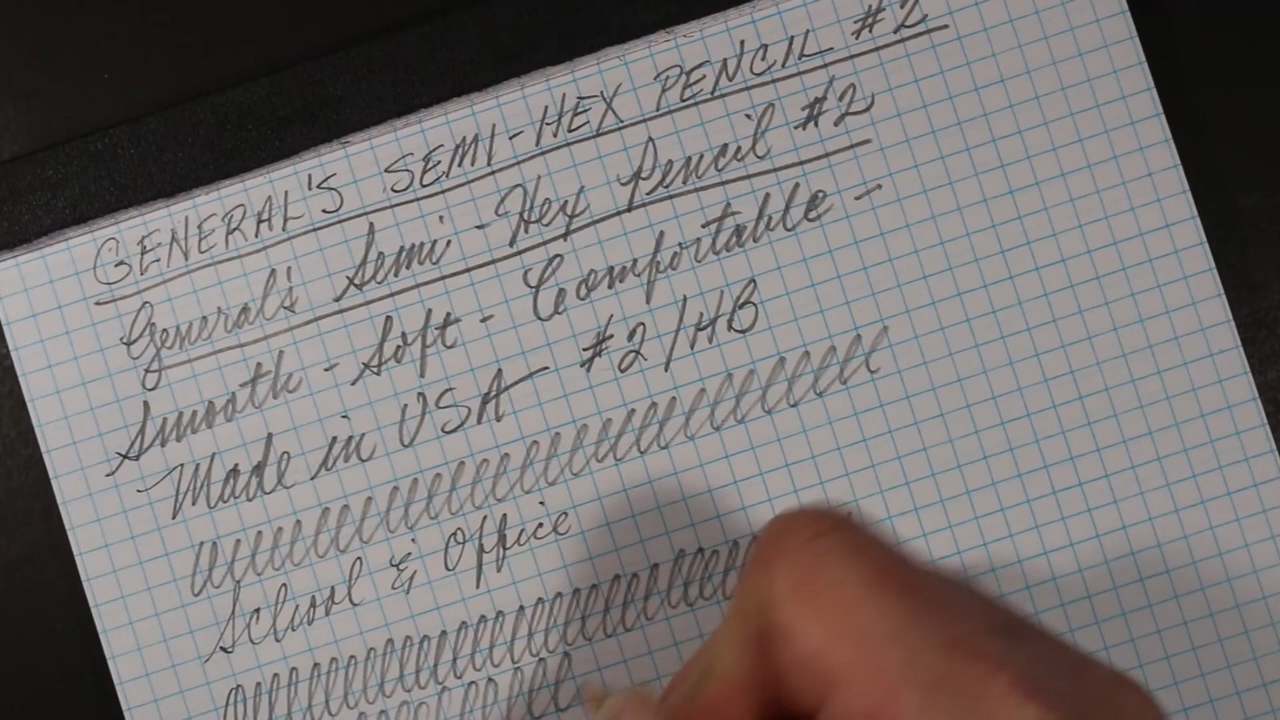 GENERAL'S SEMI-HEX PENCIL #2
General's Semi-Hex Pencil #2
Smooth - Soft - Comfortable -
Made in USA - #2/HB
School & Office